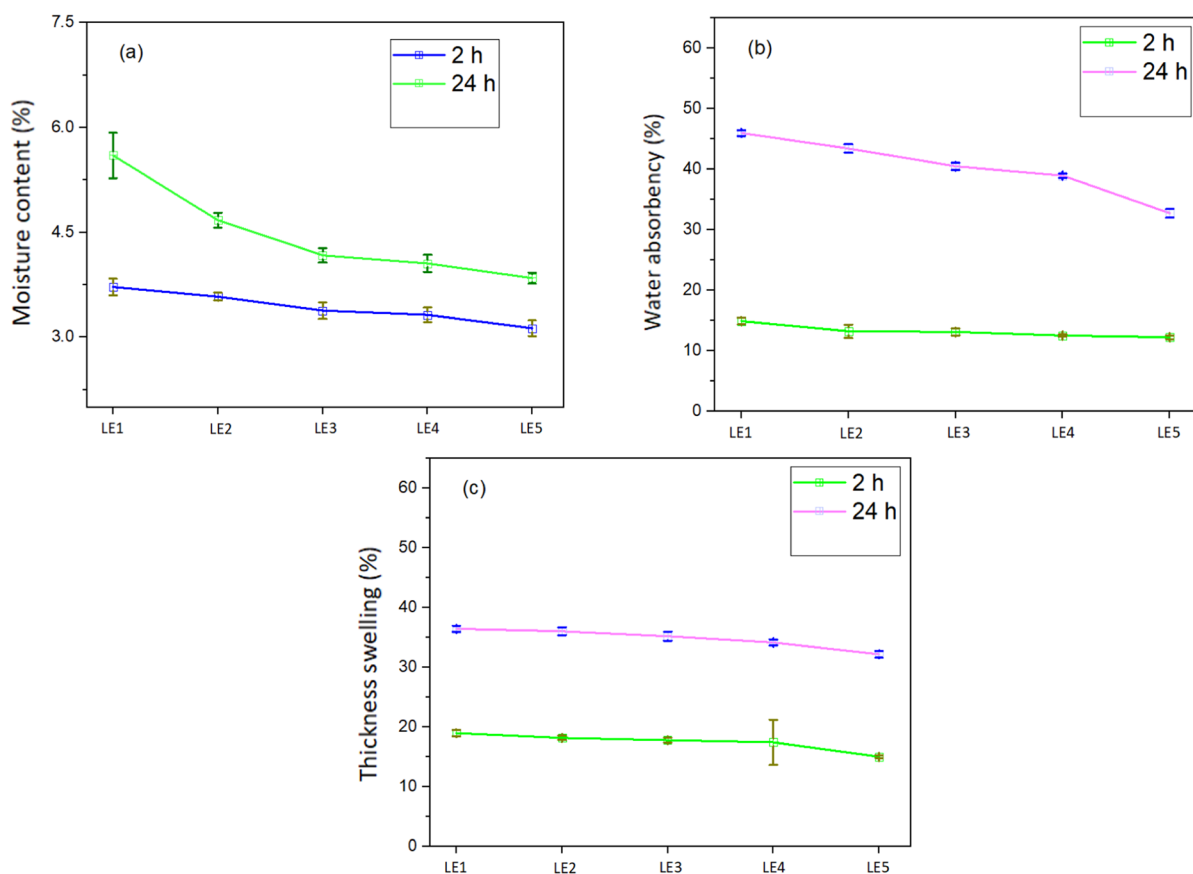 (a)
2 h
24 h
Moisture content (%)
7.5
6.0
4.5
3.0
LE1 LE2 LE3 LE4 LE5
(b)
2 h
24 h
Water absorbency (%)
60
50
40
30
20
10
0
LE1 LE2 LE3 LE4 LE5
(c)
2 h
24 h
Thickness swelling (%)
60
50
40
30
20
10
0
LE1 LE2 LE3 LE4 LE5